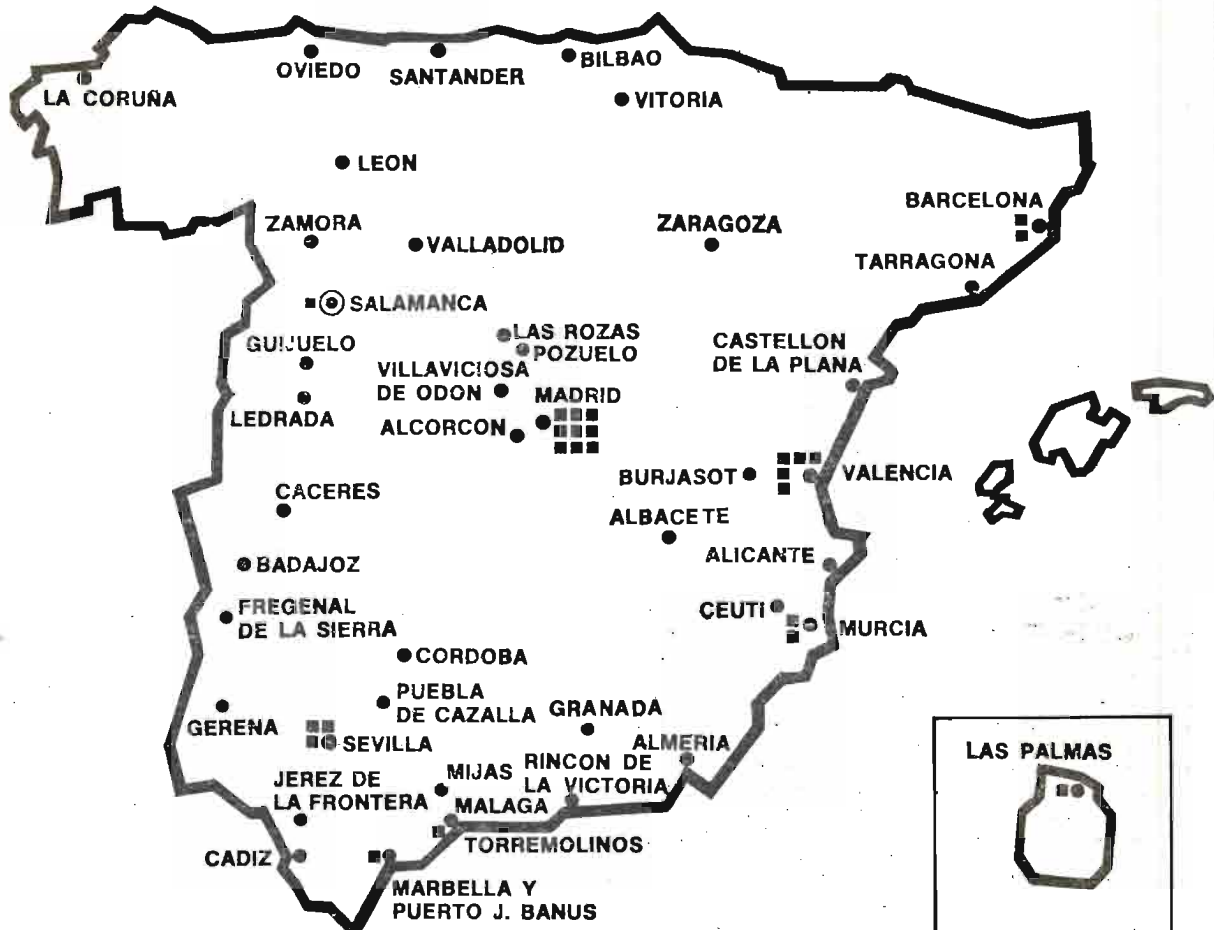 OVIEDO
SANTANDER
BILBAO
LA CORUÑA
VITORIA
LEON
BARCELONA
ZAMORA
VALLADOLID
ZARAGOZA
TARRAGONA
SALAMANCA
LAS ROZAS
CASTELLON
DE LA PLANA
GUIJUELO
POZUELO
VILLAVICIOSA
DE ODON
MADRID
LEDRADA
ALCORCON
BURJASOT
VALENCIA
CACERES
ALBACETE
ALICANTE
BADAJOZ
FREGENAL
DE LA SIERRA
CEUTI
MURCIA
CORDOBA
PUEBLA
DE CAZALLA
GRANADA
GERENA
SEVILLA
ALMERIA
LAS PALMAS
JEREZ DE
LA FRONTERA
MIJAS
RINCON DE
LA VICTORIA
MALAGA
TORREMOLINOS
CADIZ
MARBELLA Y
PUERTO J. BANUS